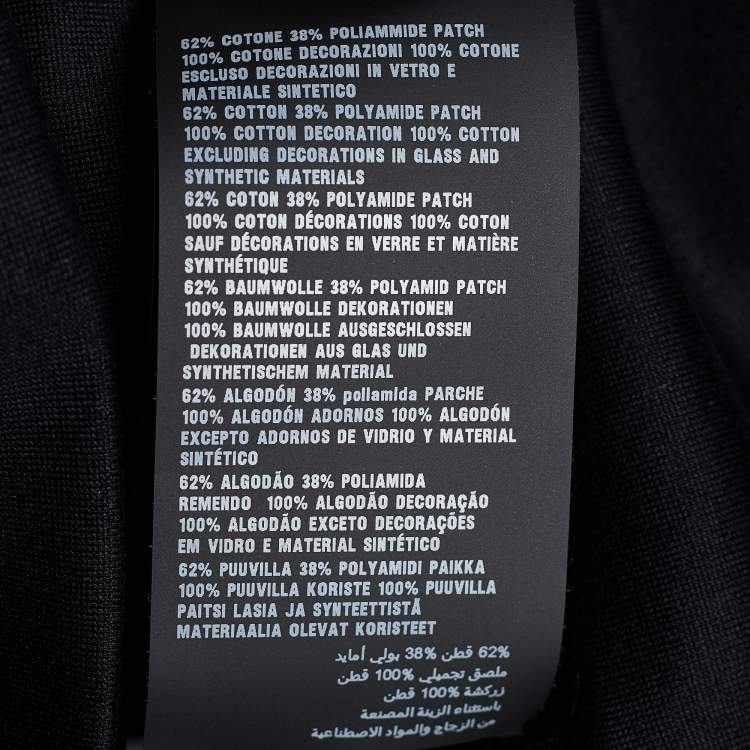 62% COTONE 38% POLIAMMIDE PATCH
100% COTONE DECORAZIONI 100% COTONE
ESCLUSO DECORAZIONI IN VETRO E
MATERIALE SINTETICO
62% COTTON 38% POLYAMIDE PATCH
100% COTTON DECORATION 100% COTTON
EXCLUDING DECORATIONS IN GLASS AND
SYNTHETIC MATERIALS
62% COTON 38% POLYAMIDE PATCH
100% COTON DÉCORATIONS 100% COTON
SAUF DÉCORATIONS EN VERRE ET MATIÈRE
SYNTHÉTIQUE
62% BAUMWOLLE 38% POLYAMID PATCH
100% BAUMWOLLE DEKORATIONEN
100% BAUMWOLLE AUSGESCHLOSSEN
DEKORATIONEN AUS GLAS UND
SYNTHETISCHEM MATERIAL
62% ALGODÓN 38% poliamida PARCHE
100% ALGODÓN ADORNOS 100% ALGODÓN
EXCEPTO ADORNOS DE VIDRIO Y MATERIAL
SINTÉTICO
62% ALGODÃO 38% POLIAMIDA
REMENDO 100% ALGODÃO DECORAÇÃO
100% ALGODÃO EXCETO DECORAÇÕES
EM VIDRO E MATERIAL SINTÉTICO
62% PUUVILLA 38% POLYAMIDI PAIKKA
100% PUUVILLA KORISTE 100% PUUVILLA
PAITSI LASIA JA SYNTEETTISTÄ
MATERIAALIA OLEVAT KORISTEET
62% قطن 38% بولي أمايد
ملصق تجميلي 100% قطن
زركشة 100% قطن
باستثناء الزينة المصنعة
من الزجاج والمواد الاصطناعية